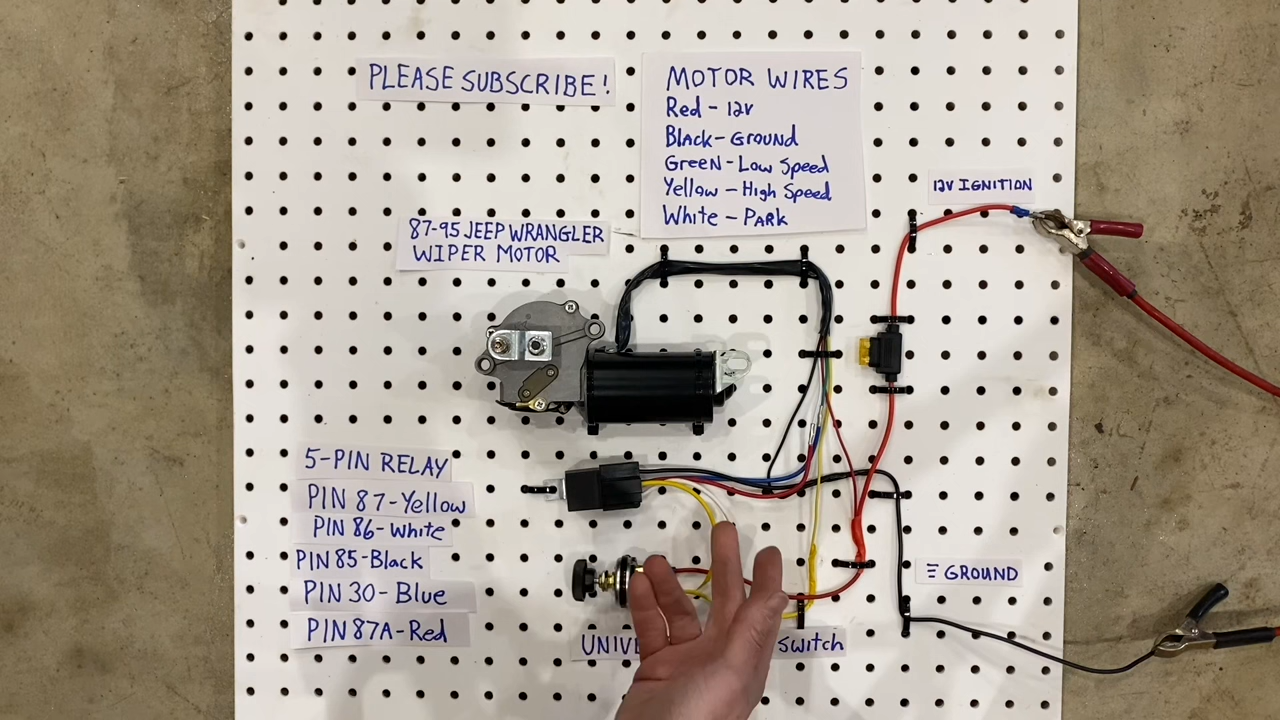 PLEASE SUBSCRIBE!
MOTOR WIRES
Red - 12V
Black - Ground
Green - Low Speed
Yellow - High Speed
White - Park
12V IGNITION
87-95 JEEP WRANGLER
WIPER MOTOR
5-PIN RELAY
PIN 87 - Yellow
PIN 86 - White
PIN 85 - Black
PIN 30 - Blue
PIN 87A - Red
GROUND
Switch